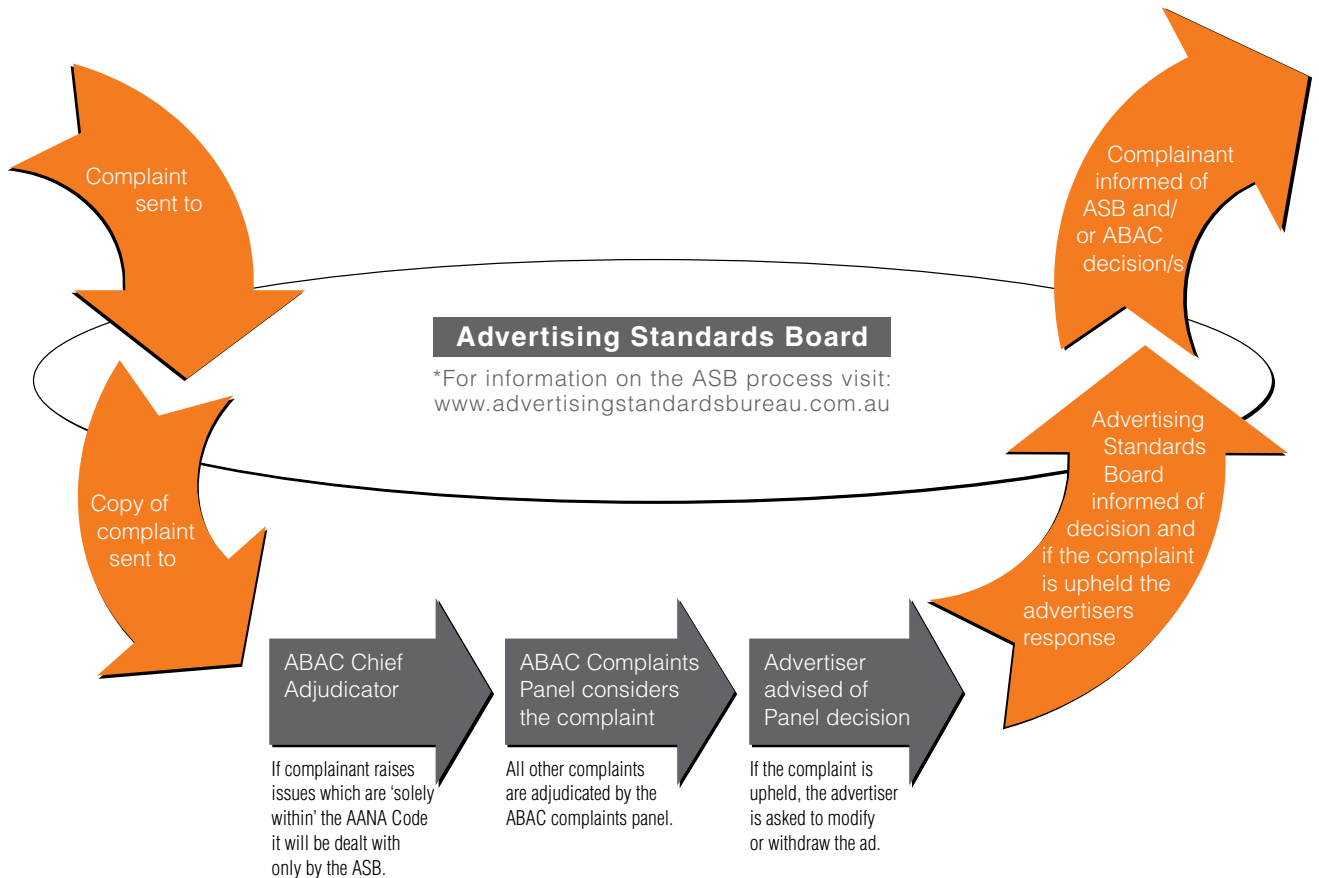 Complaint
sent to
Advertising Standards Board
*For information on the ASB process visit:
www.advertisingstandardsbureau.com.au
Copy of
complaint
sent to
ABAC Chief
Adjudicator
If complainant raises
issues which are ‘solely
within’ the AANA Code
it will be dealt with
only by the ASB.
ABAC Complaints
Panel considers
the complaint
All other complaints
are adjudicated by the
ABAC complaints panel.
Advertiser
advised of
Panel decision
If the complaint is
upheld, the advertiser
is asked to modify
or withdraw the ad.
Advertising
Standards
Board
informed of
decision and
if the complaint
is upheld the
advertisers
response
Complainant
informed of
ASB and/
or ABAC
decision/s